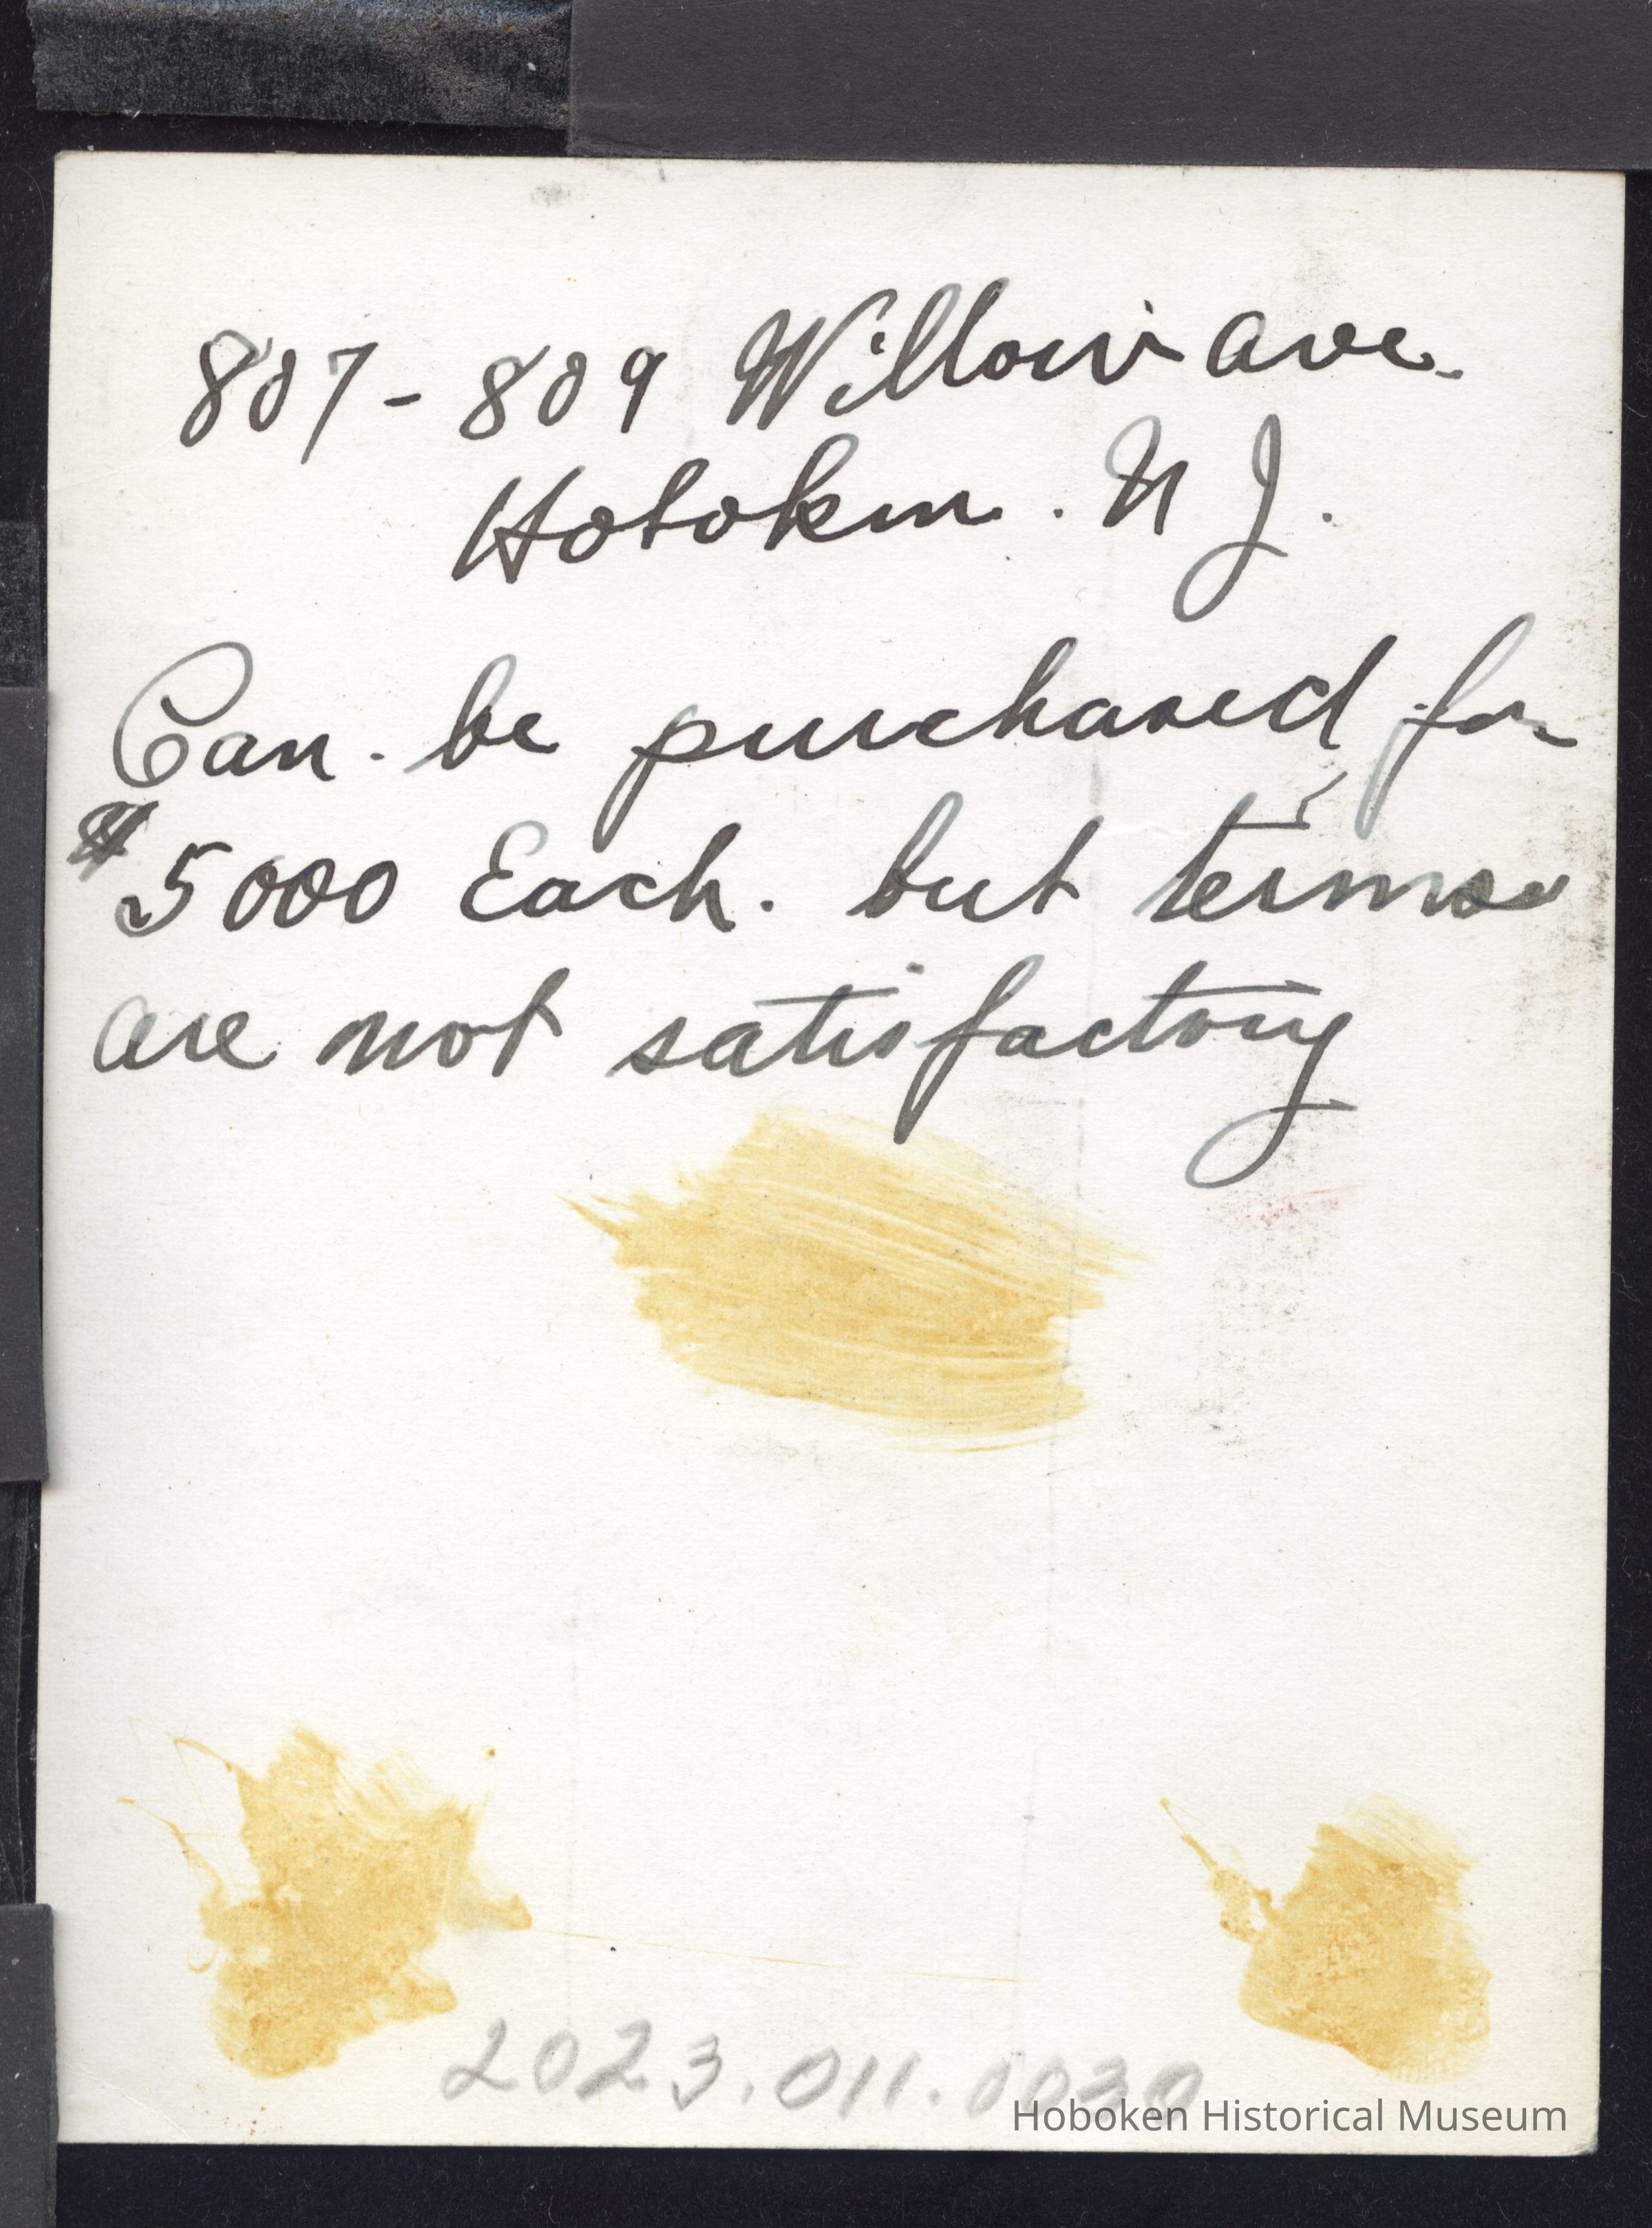 807 - 809 Willow Ave.
Hoboken. N J.
Can. be purchased for
$5000 Each. but terms
are not satisfactory
2023.011.0030
Hoboken Historical Museum